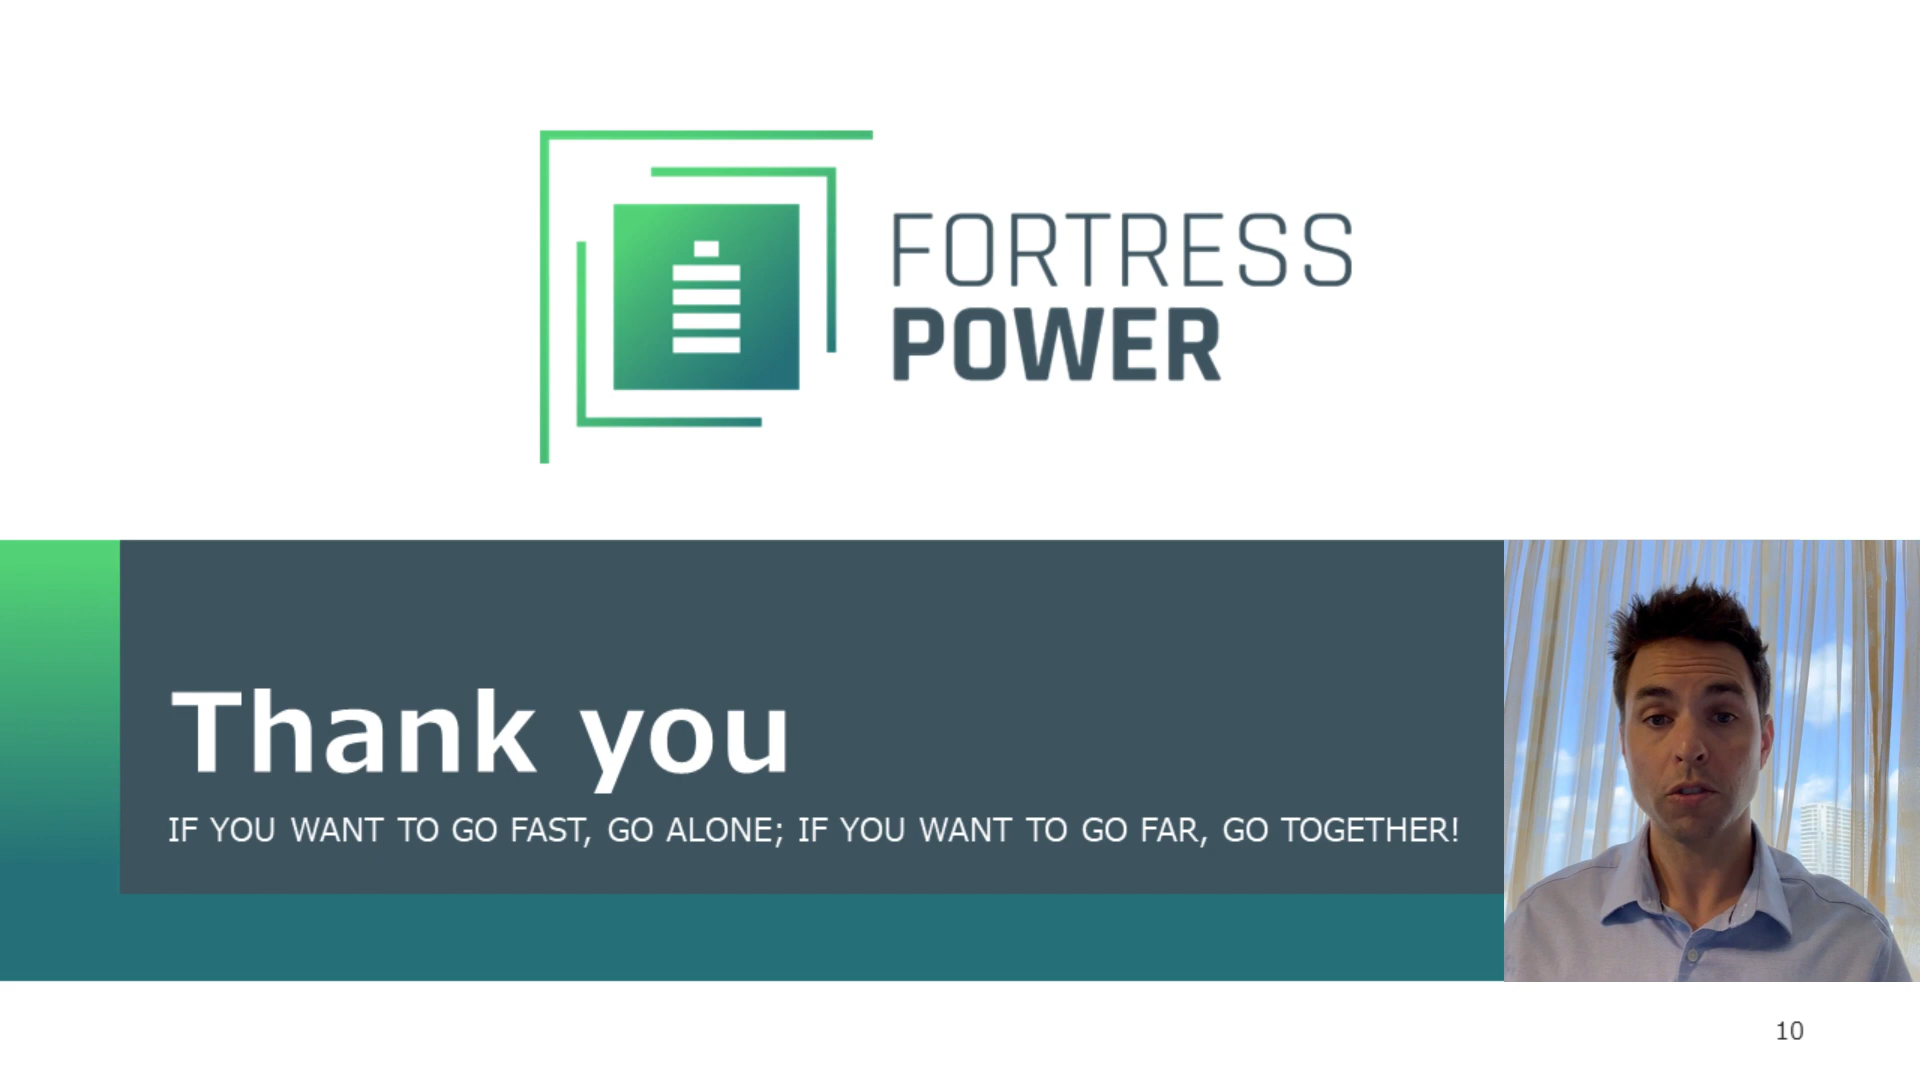 FORTRESS
POWER
Thank you
IF YOU WANT TO GO FAST, GO ALONE; IF YOU WANT TO GO FAR, GO TOGETHER!
10